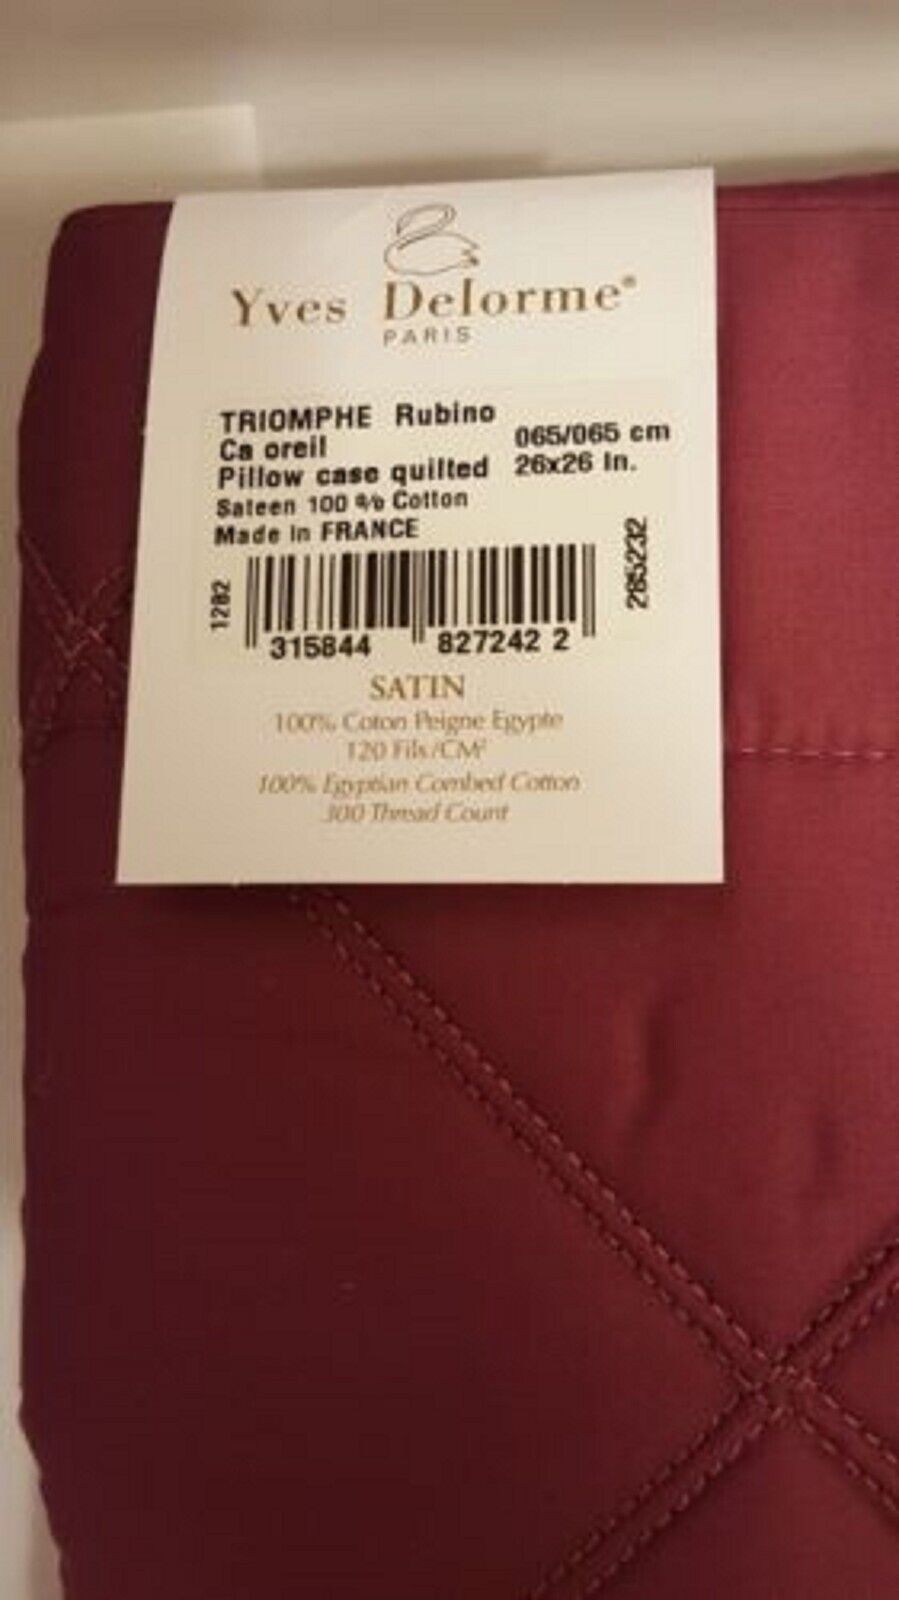 Yves Delorme®
PARIS
TRIOMPHE Rubino
Ca oreil 065/065 cm
Pillow case quilted 26x26 In.
Sateen 100 % Cotton
Made in FRANCE
1282
285232
315844 827242 2
SATIN
100% Coton Peigne Egypte
120 Fils/CM²
100% Egyptian Combed Cotton
300 Thread Count